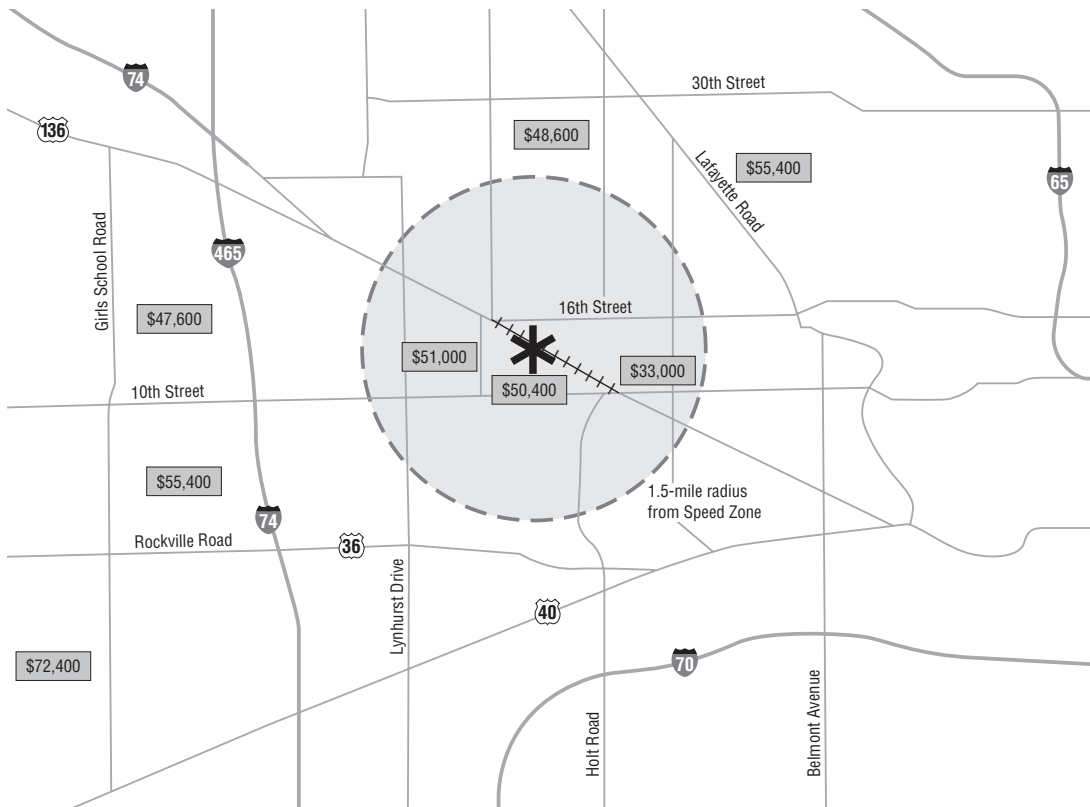 74
30th Street
136
$48,600
Lafayette Road
$55,400
65
Girls School Road
465
$47,600
16th Street
$51,000
$33,000
$50,400
10th Street
$55,400
74
1.5-mile radius
from Speed Zone
Rockville Road
36
Lynhurst Drive
40
$72,400
70
Holt Road
Belmont Avenue